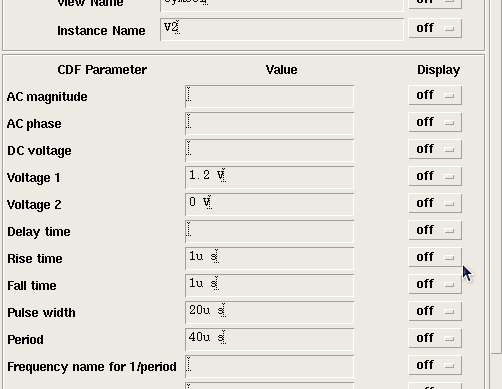 View Name symbol off
Instance Name V2 off
CDF Parameter Value Display
AC magnitude off
AC phase off
DC voltage off
Voltage 1 1.2 V off
Voltage 2 0 V off
Delay time off
Rise time 1u s off
Fall time 1u s off
Pulse width 20u s off
Period 40u s off
Frequency name for 1/period off